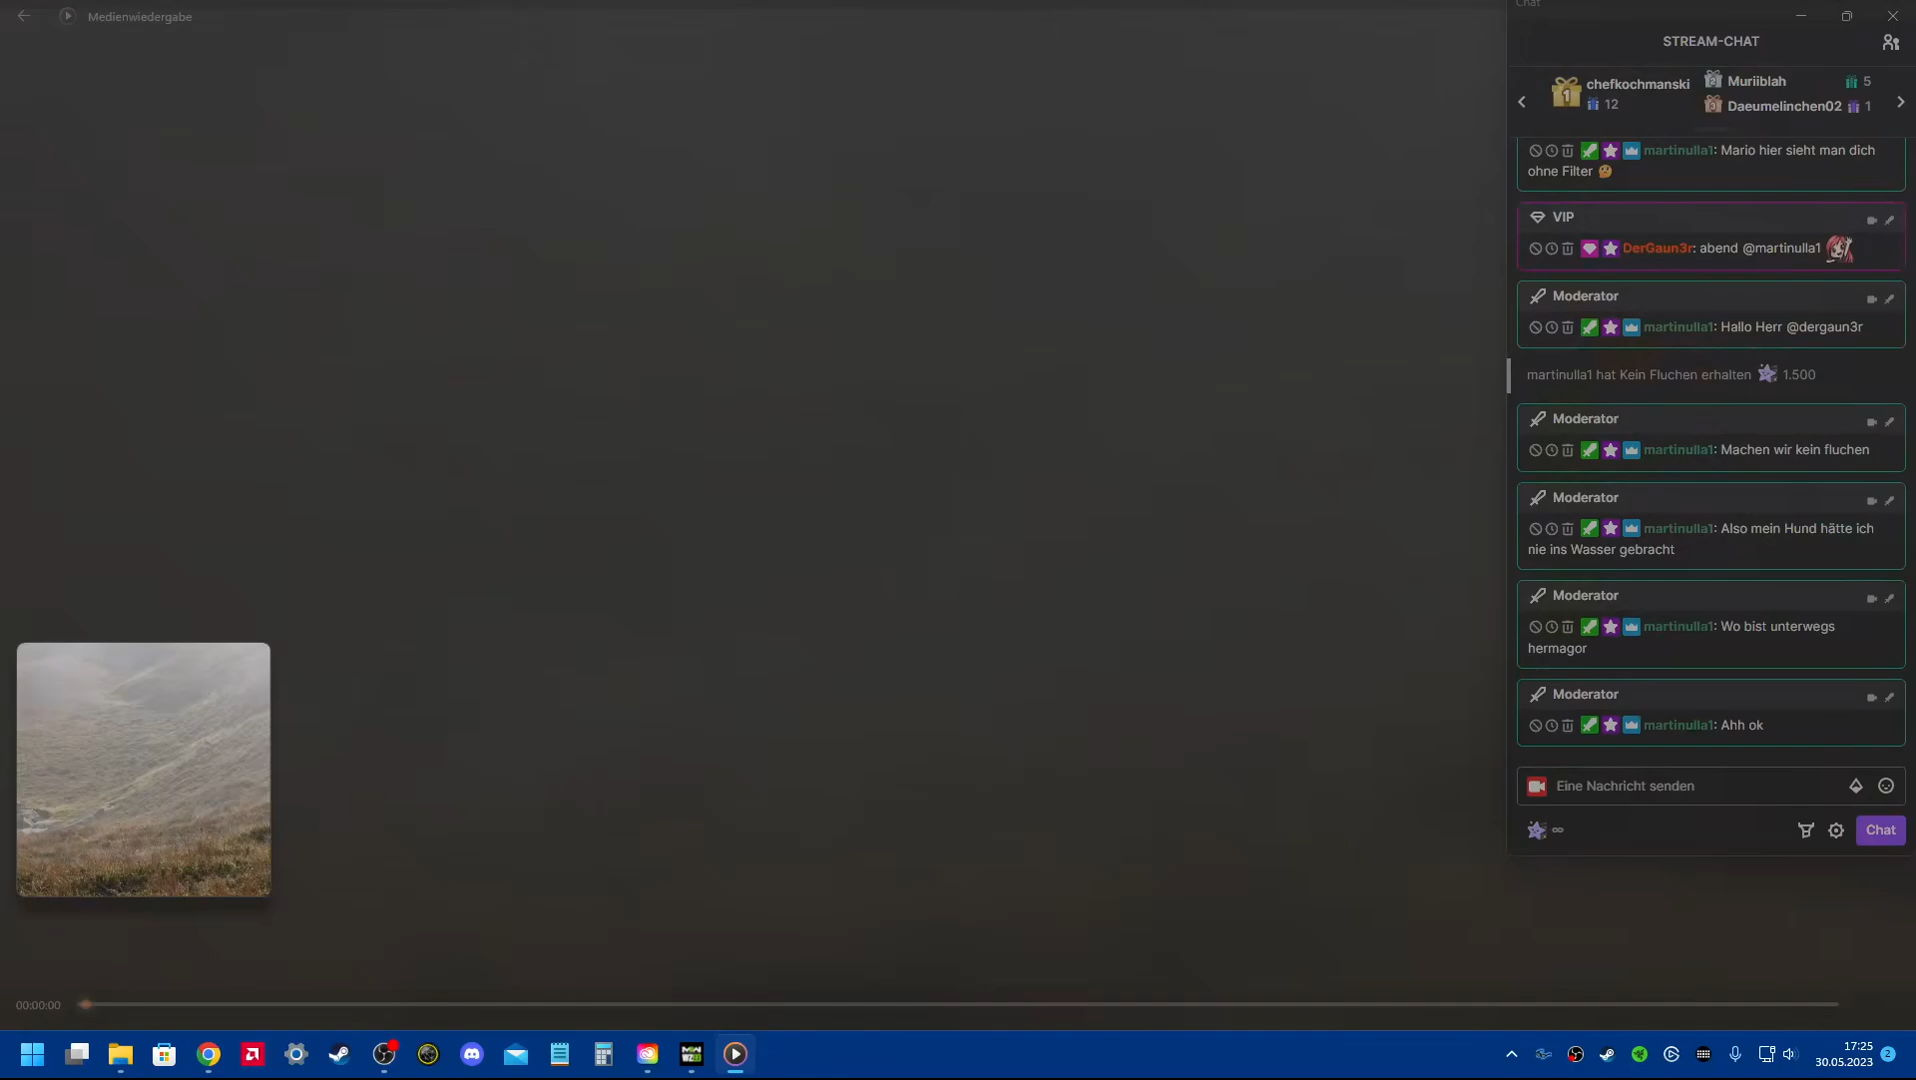 Medienwiedergabe
Chat
STREAM-CHAT
1
chefkochmanski
12
Muriiblah
5
Daeumelinchen02
1
martinulla1: Mario hier sieht man dich
ohne Filter
VIP
DerGaun3r: abend @martinulla1
Moderator
martinulla1: Hallo Herr @dergaun3r
martinulla1 hat Kein Fluchen erhalten 1.500
Moderator
martinulla1: Machen wir kein fluchen
Moderator
martinulla1: Also mein Hund hätte ich
nie ins Wasser gebracht
Moderator
martinulla1: Wo bist unterwegs
hermagor
Moderator
martinulla1: Ahh ok
Eine Nachricht senden
∞
Chat
00:00:00
17:25
30.05.2023
2